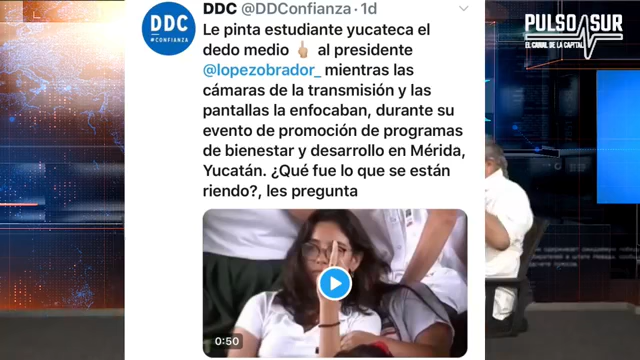 DDC
#CONFIANZA
DDC @DDConfianza · 1d
Le pinta estudiante yucateca el
dedo medio 🖕🏻 al presidente
@lopezobrador_ mientras las
cámaras de la transmisión y las
pantallas la enfocaban, durante su
evento de promoción de programas
de bienestar y desarrollo en Mérida,
Yucatán. ¿Qué fue lo que se están
riendo?, les pregunta
0:50
PULSO SUR
EL CANAL DE LA CAPITAL